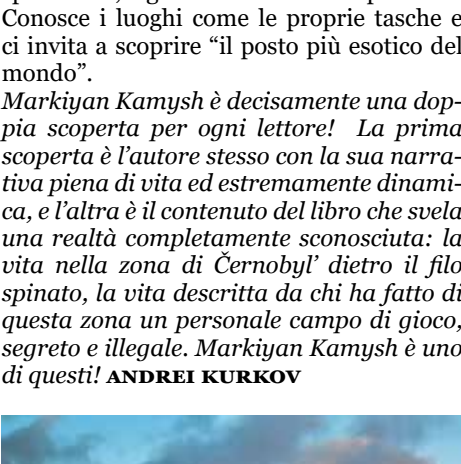 Conosce i luoghi come le proprie tasche e
ci invita a scoprire “il posto più esotico del
mondo”.
Markiyan Kamysh è decisamente una dop-
pia scoperta per ogni lettore! La prima
scoperta è l’autore stesso con la sua narra-
tiva piena di vita ed estremamente dinami-
ca, e l’altra è il contenuto del libro che svela
una realtà completamente sconosciuta: la
vita nella zona di Černobyl’ dietro il filo
spinato, la vita descritta da chi ha fatto di
questa zona un personale campo di gioco,
segreto e illegale. Markiyan Kamysh è uno
di questi! ANDREI KURKOV